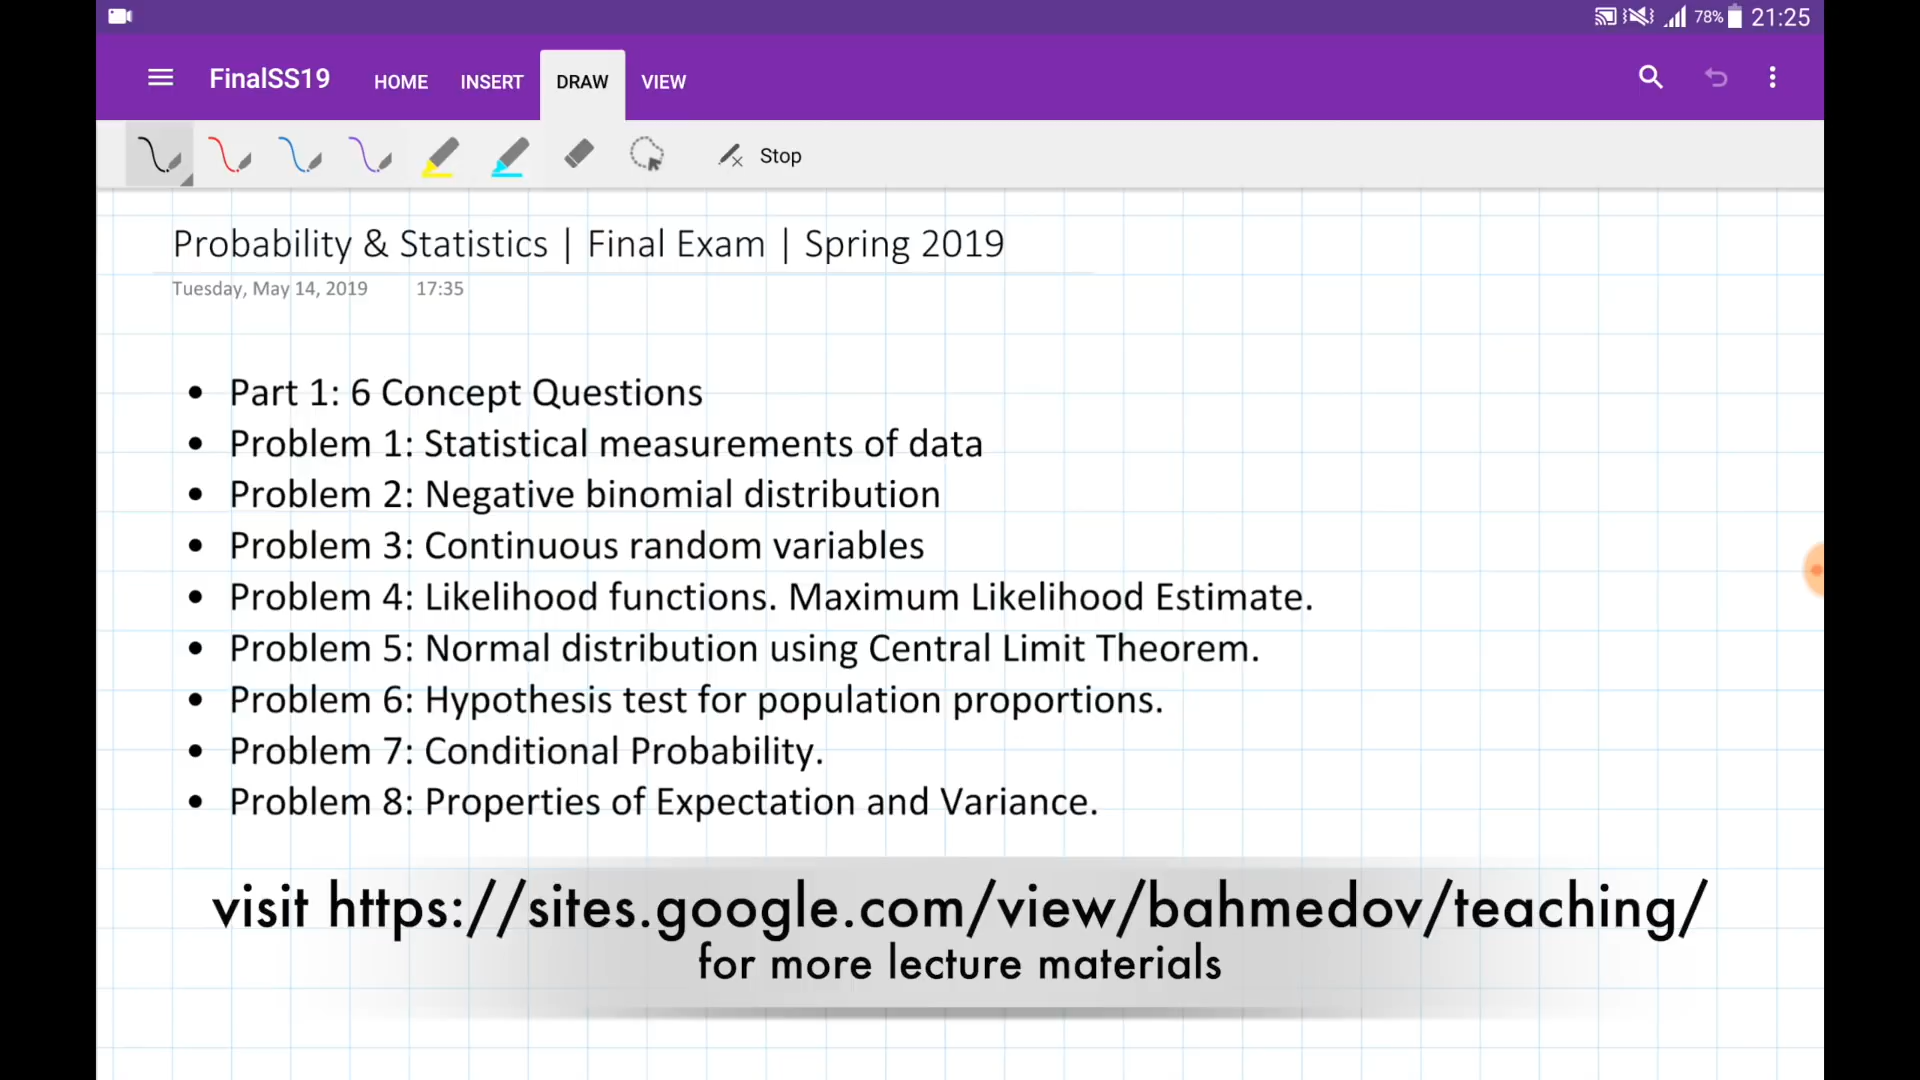 78% 21:25
FinalSS19 HOME INSERT DRAW VIEW
Stop
Probability & Statistics | Final Exam | Spring 2019
Tuesday, May 14, 2019 17:35
• Part 1: 6 Concept Questions
• Problem 1: Statistical measurements of data
• Problem 2: Negative binomial distribution
• Problem 3: Continuous random variables
• Problem 4: Likelihood functions. Maximum Likelihood Estimate.
• Problem 5: Normal distribution using Central Limit Theorem.
• Problem 6: Hypothesis test for population proportions.
• Problem 7: Conditional Probability.
• Problem 8: Properties of Expectation and Variance.
visit https://sites.google.com/view/bahmedov/teaching/
for more lecture materials